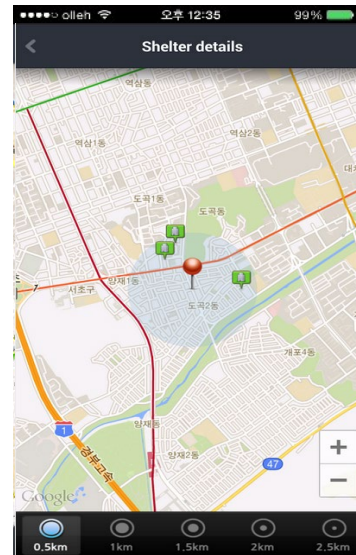 olleh 오후 12:35 99%
Shelter details
역삼동
역삼2동
역삼1동
도곡1동
도곡동
양재1동
서초구
도곡2동
개포4동
양재동
양재2동
1
47
경부고속
+
−
Google
0.5km 1km 1.5km 2km 2.5km